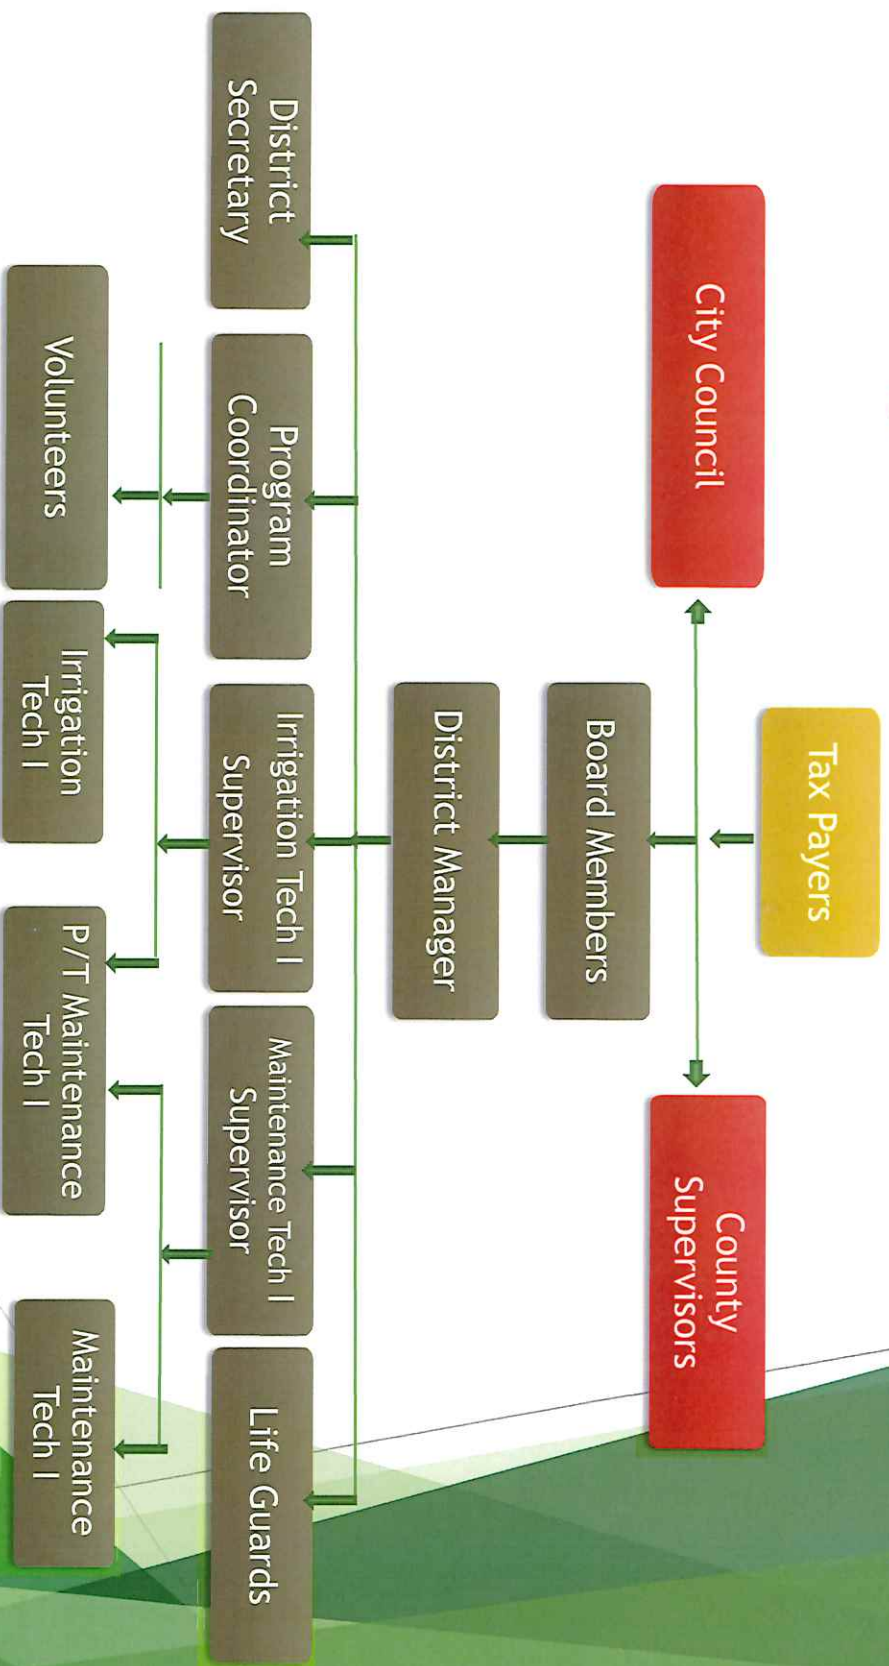 Tax Payers
City Council
County
Supervisors
Board Members
District Manager
District
Secretary
Program
Coordinator
Irrigation Tech I
Supervisor
Maintenance Tech I
Supervisor
Life Guards
Volunteers
Irrigation
Tech I
P/T Maintenance
Tech I
Maintenance
Tech I